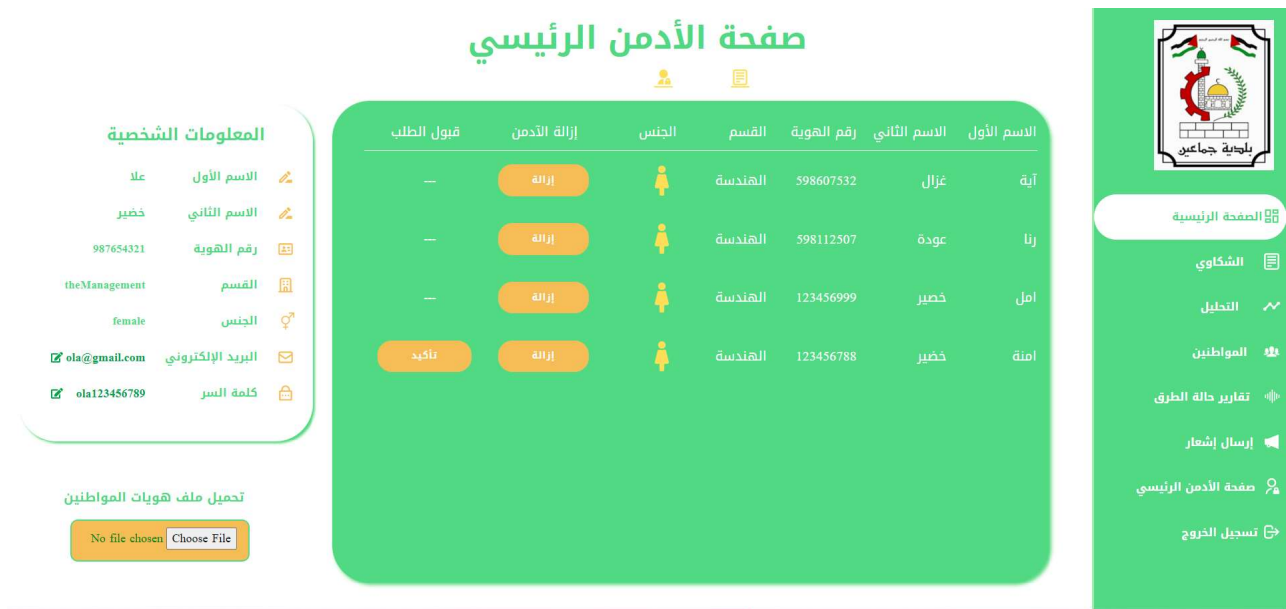 صفحة الأدمن الرئيسي
بلدية جماعين
الصفحة الرئيسية
الشكاوي
التحليل
المواطنين
تقارير حالة الطرق
إرسال إشعار
صفحة الأدمن الرئيسي
تسجيل الخروج
الاسم الأول الاسم الثاني رقم الهوية القسم الجنس إزالة الآدمن قبول الطلب
آية غزال 598607532 الهندسة إزالة ---
رنا عودة 598112507 الهندسة إزالة ---
امل خصير 123456999 الهندسة إزالة ---
امنة خضير 123456788 الهندسة إزالة تأكيد
المعلومات الشخصية
الاسم الأول علا
الاسم الثاني خضير
رقم الهوية 987654321
القسم theManagement
الجنس female
البريد الإلكتروني ola@gmail.com
كلمة السر ola123456789
تحميل ملف هويات المواطنين
Choose File No file chosen